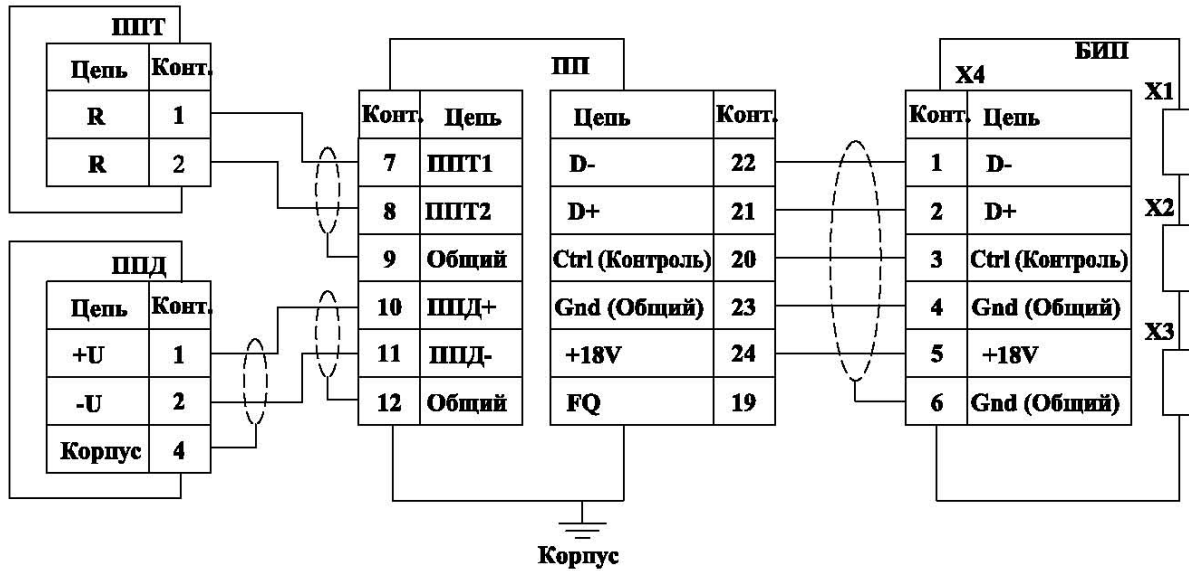 ППТ
Цепь Конт.
R 1
R 2
ППД
Цепь Конт.
+U 1
-U 2
Корпус 4
ПП
Конт. Цепь
7 ППТ1
8 ППТ2
9 Общий
10 ППД+
11 ППД-
12 Общий
Цепь Конт.
D- 22
D+ 21
Ctrl (Контроль) 20
Gnd (Общий) 23
+18V 24
FQ 19
Корпус
БИП
X4
Конт. Цепь
1 D-
2 D+
3 Ctrl (Контроль)
4 Gnd (Общий)
5 +18V
6 Gnd (Общий)
X1
X2
X3